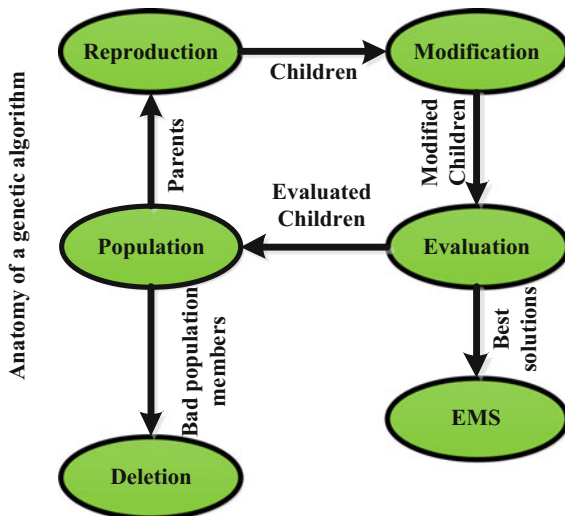 Anatomy of a genetic algorithm
Reproduction
Children
Modification
Parents
Modified
Children
Evaluated
Children
Population
Evaluation
Bad population
members
Best
solutions
Deletion
EMS